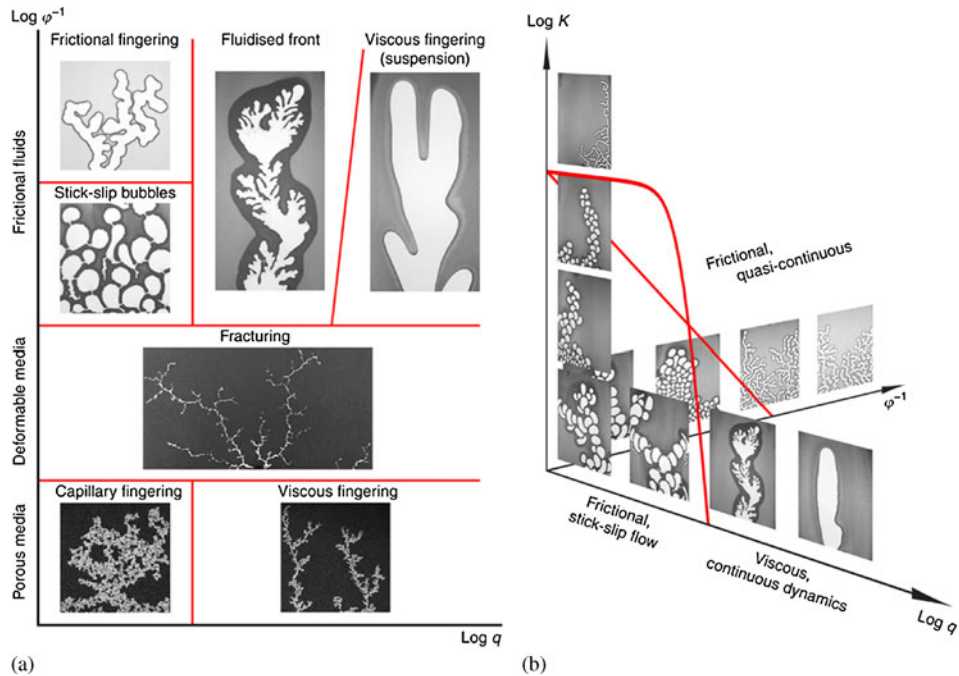 Log φ⁻¹
Frictional fingering
Fluidised front
Viscous fingering
(suspension)
Stick-slip bubbles
Frictional fluids
Fracturing
Deformable media
Capillary fingering
Viscous fingering
Porous media
Log q
(a)
Log K
Frictional,
quasi-continuous
φ⁻¹
Frictional,
stick-slip flow
Viscous,
continuous dynamics
Log q
(b)